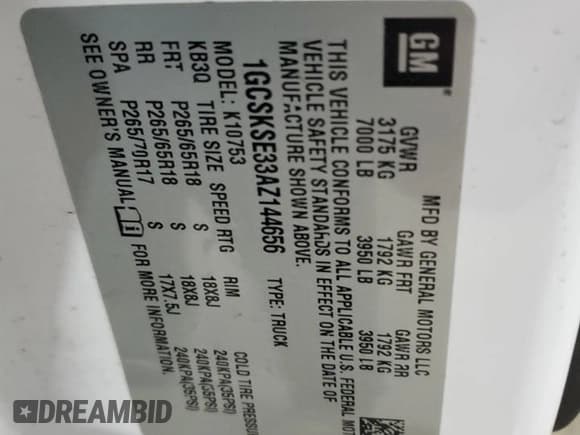 GM
MFD BY GENERAL MOTORS LLC
GVWR GAWR FRT GAWR RR
3175 KG 1792 KG 1792 KG
7000 LB 3950 LB 3950 LB
THIS VEHICLE CONFORMS TO ALL APPLICABLE U.S. FEDERAL MOT
VEHICLE SAFETY STANDARDS IN EFFECT ON THE DATE OF
MANUFACTURE SHOWN ABOVE.
1GCSKSE33AZ144656 TYPE: TRUCK
MODEL: K10753
KB3Q TIRE SIZE SPEED RTG RIM COLD TIRE PRESSU
FRT P265/65R18 S 18X8J 240KPA(35PSI)
RR P265/65R18 S 18X8J 240KPA(35PSI)
SPA P265/70R17 S 17X7.5J 240KPA(35PSI)
SEE OWNER'S MANUAL FOR MORE INFORMATION.
DREAMBID